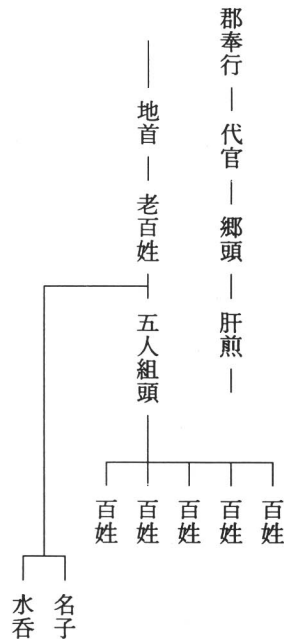 郡奉行 ― 代官 ― 郷頭 ― 肝煎 ―
― 地首 ― 老百姓 ― 五人組頭
百姓
百姓
百姓
百姓
百姓
名子
水呑